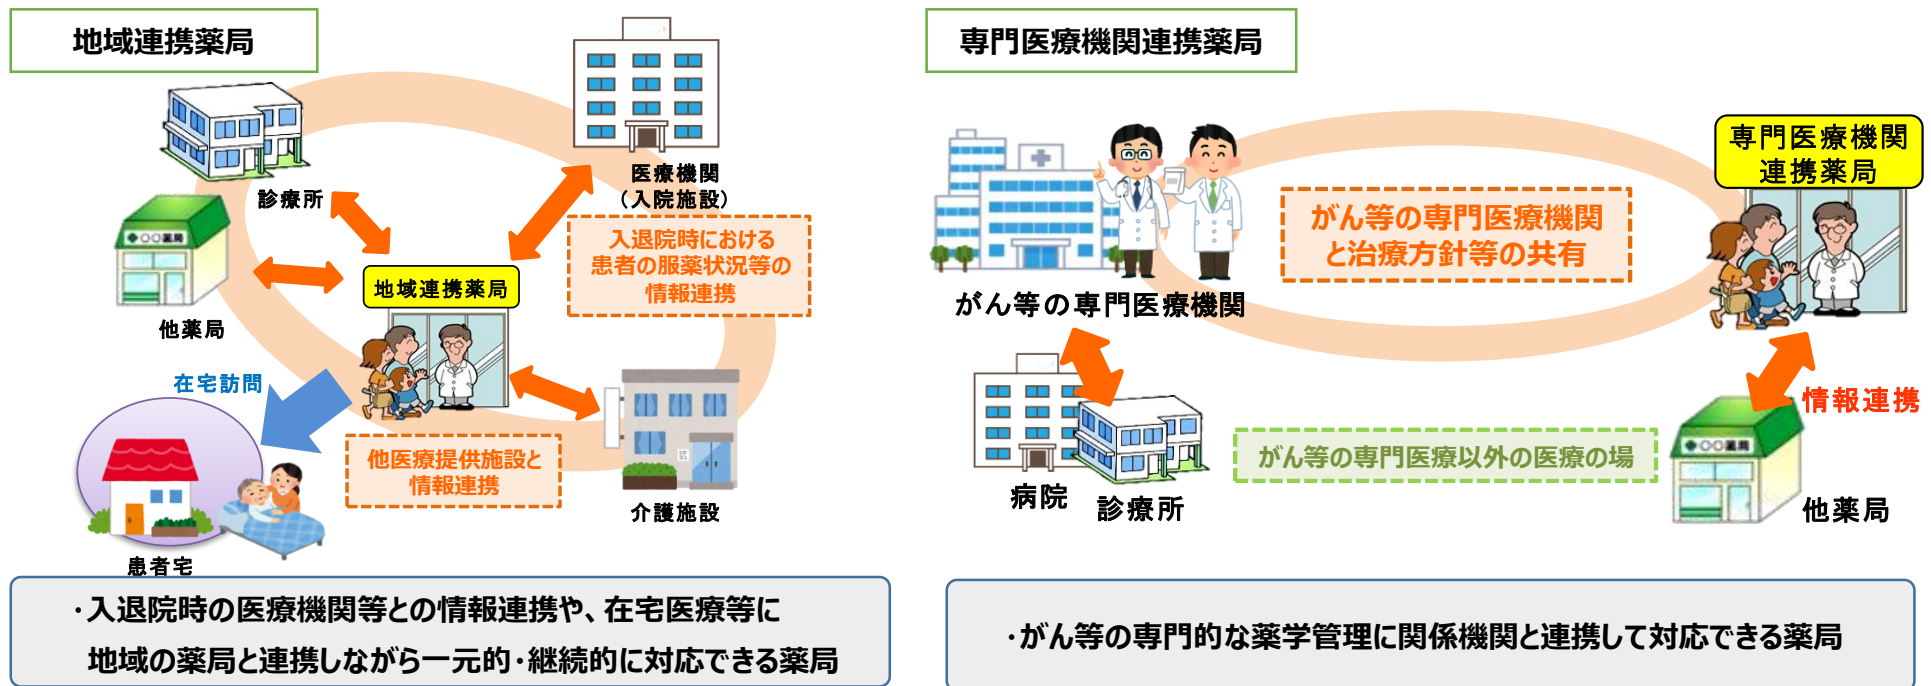 地域連携薬局
診療所
医療機関
（入院施設）
○○薬局
他薬局
入退院時における
患者の服薬状況等の
情報連携
地域連携薬局
在宅訪問
他医療提供施設と
情報連携
介護施設
患者宅
・入退院時の医療機関等との情報連携や、在宅医療等に
地域の薬局と連携しながら一元的・継続的に対応できる薬局
専門医療機関連携薬局
専門医療機関
連携薬局
がん等の専門医療機関
と治療方針等の共有
がん等の専門医療機関
情報連携
○○薬局
がん等の専門医療以外の医療の場
病院
診療所
他薬局
・がん等の専門的な薬学管理に関係機関と連携して対応できる薬局